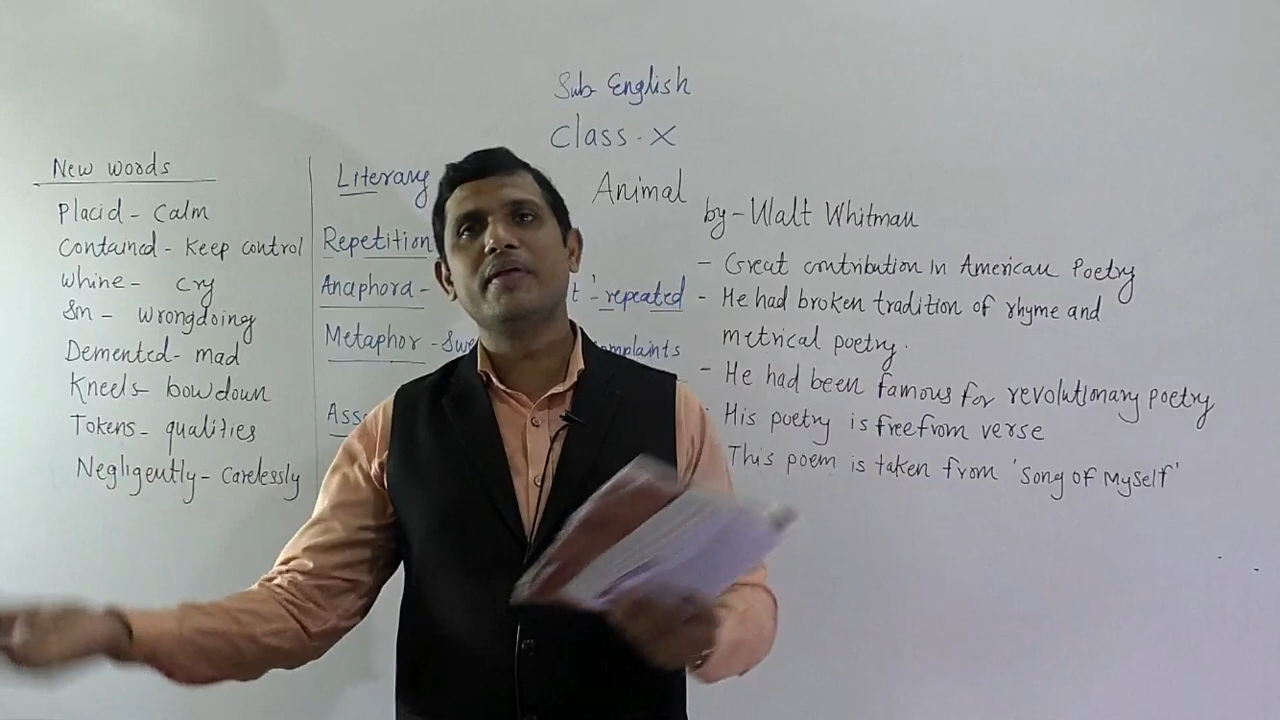 Sub- English
Class - X
Animal
New words
Placid - Calm
Contained - Keep control
Whine - Cry
Sin - wrongdoing
Demented - mad
Kneels - bowdown
Tokens - qualities
Negligently - Carelessly
Literary
Repetition
Anaphora - repeated
Metaphor -
by - Walt Whitman
- Great contribution in American Poetry
- He had broken tradition of rhyme and
metrical poetry.
- He had been famous for revolutionary poetry
- His poetry is free from verse
This poem is taken from 'Song of Myself'